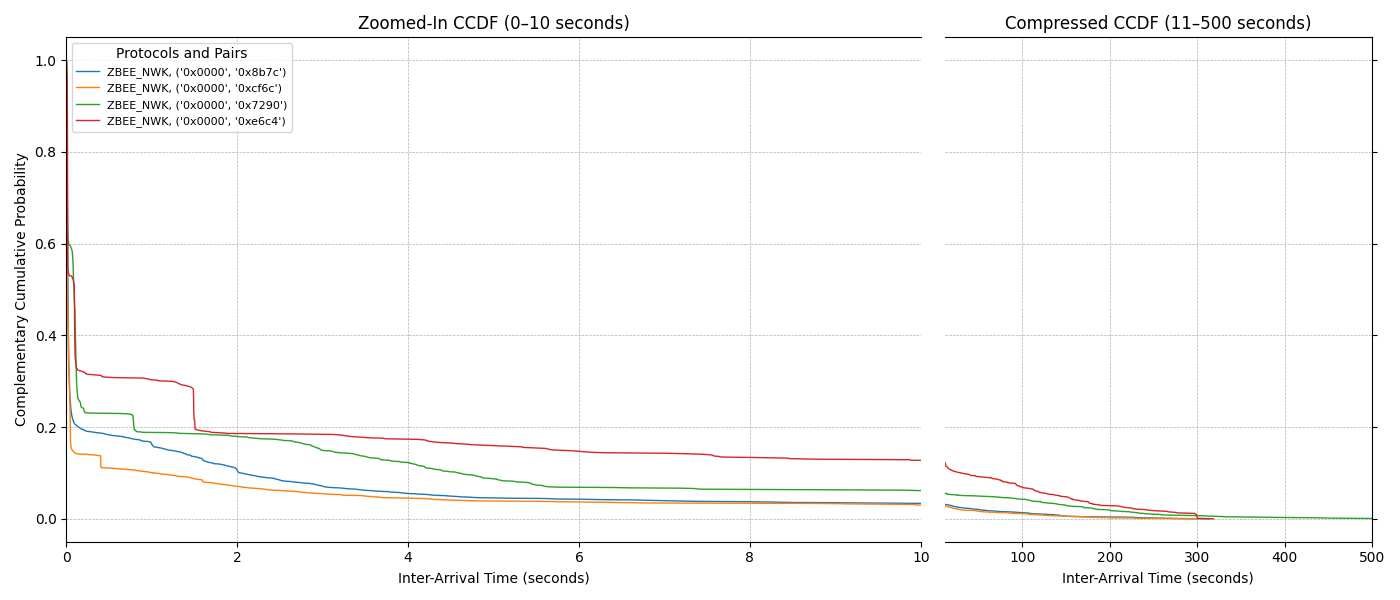 Zoomed-In CCDF (0–10 seconds)
Compressed CCDF (11–500 seconds)
Protocols and Pairs
ZBEE_NWK, ('0x0000', '0x8b7c')
ZBEE_NWK, ('0x0000', '0xcf6c')
ZBEE_NWK, ('0x0000', '0x7290')
ZBEE_NWK, ('0x0000', '0xe6c4')
Complementary Cumulative Probability
1.0
0.8
0.6
0.4
0.2
0.0
0 2 4 6 8 10
100 200 300 400 500
Inter-Arrival Time (seconds)
Inter-Arrival Time (seconds)